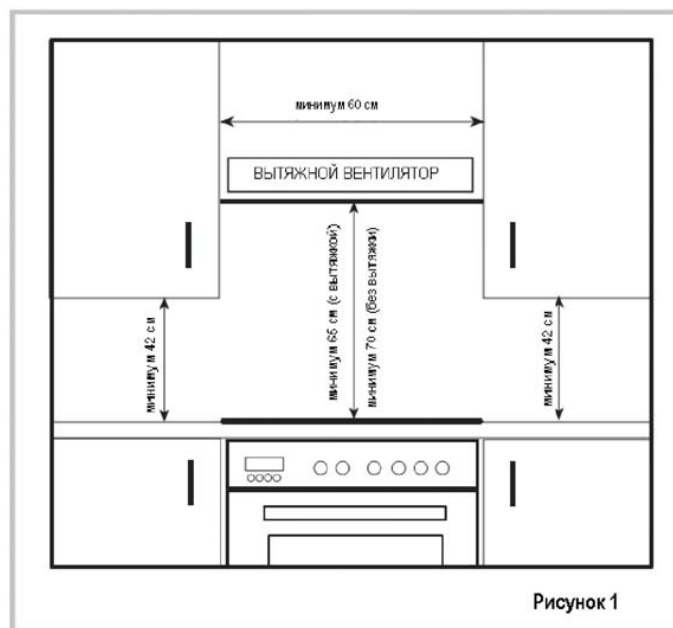 минимум 60 см
ВЫТЯЖНОЙ ВЕНТИЛЯТОР
минимум 42 см
минимум 65 см (с вытяжкой)
минимум 70 см (без вытяжки)
минимум 42 см
Рисунок 1